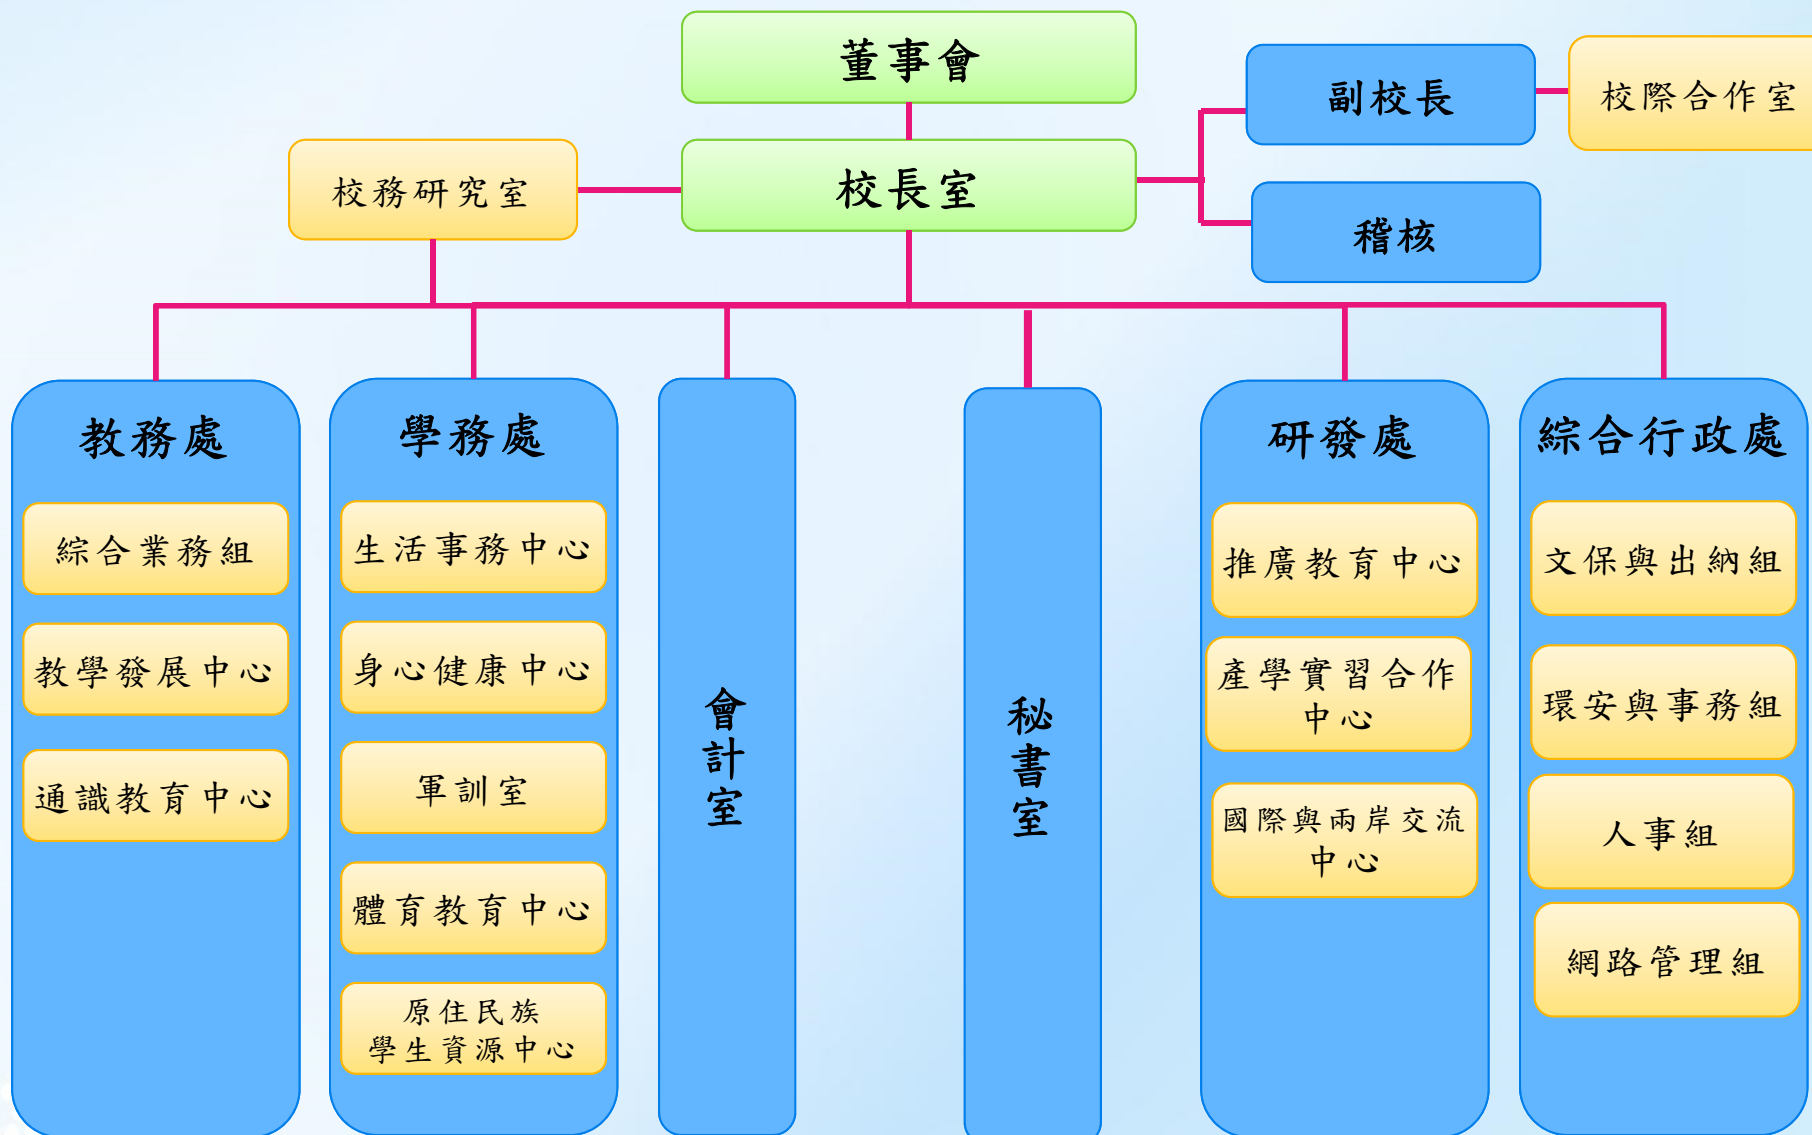 董事會
副校長
校際合作室
校務研究室
校長室
稽核
教務處
綜合業務組
教學發展中心
通識教育中心
學務處
生活事務中心
身心健康中心
軍訓室
體育教育中心
原住民族
學生資源中心
會計室
秘書室
研發處
推廣教育中心
產學實習合作
中心
國際與兩岸交流
中心
綜合行政處
文保與出納組
環安與事務組
人事組
網路管理組